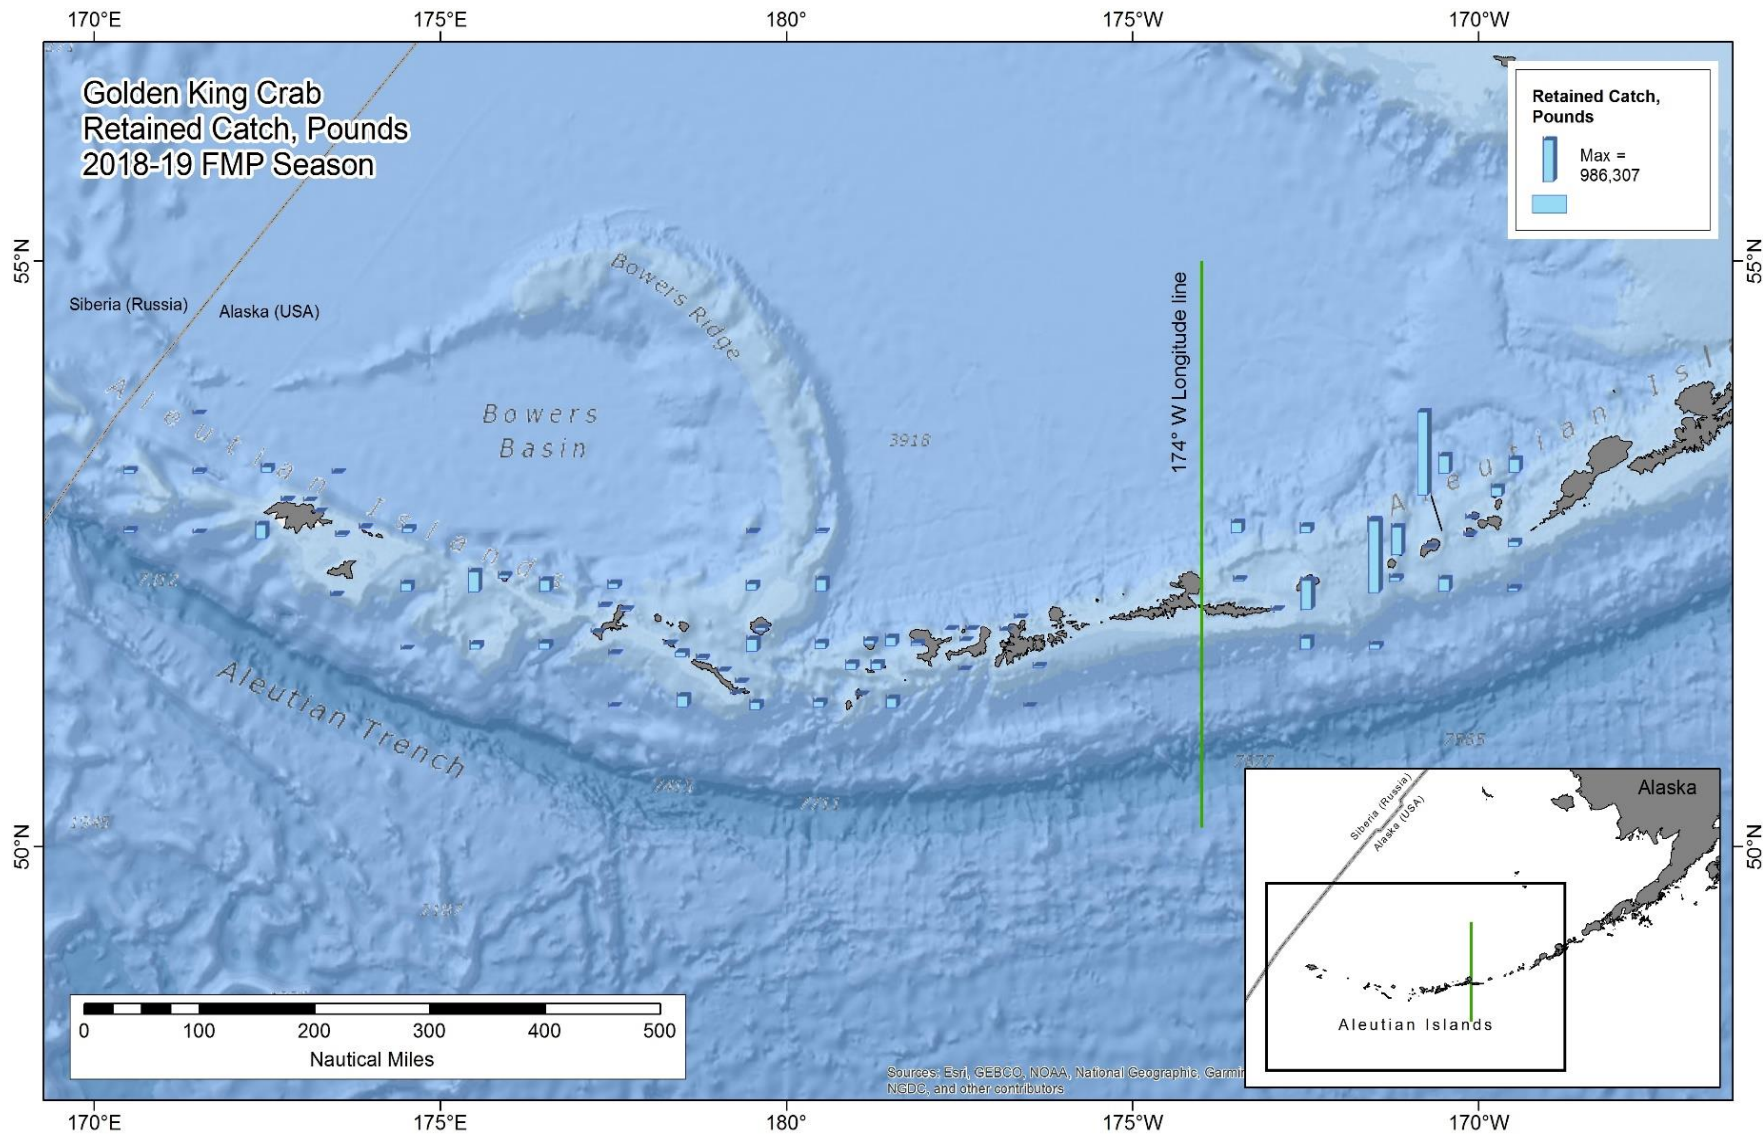 170°E 175°E 180° 175°W 170°W
Golden King Crab
Retained Catch, Pounds
2018-19 FMP Season
Retained Catch,
Pounds
Max =
986,307
55°N
55°N
Siberia (Russia)
Alaska (USA)
Bowers Ridge
174° W Longitude line
Aleutian Islands
Bowers
Basin
3918
Aleutian Isl
Aleutian Trench
50°N
50°N
Siberia (Russia)
Alaska (USA)
Alaska
Aleutian Islands
0 100 200 300 400 500
Nautical Miles
Sources: Esri, GEBCO, NOAA, National Geographic, Garmin
NGDC, and other contributors
170°E 175°E 180° 175°W 170°W